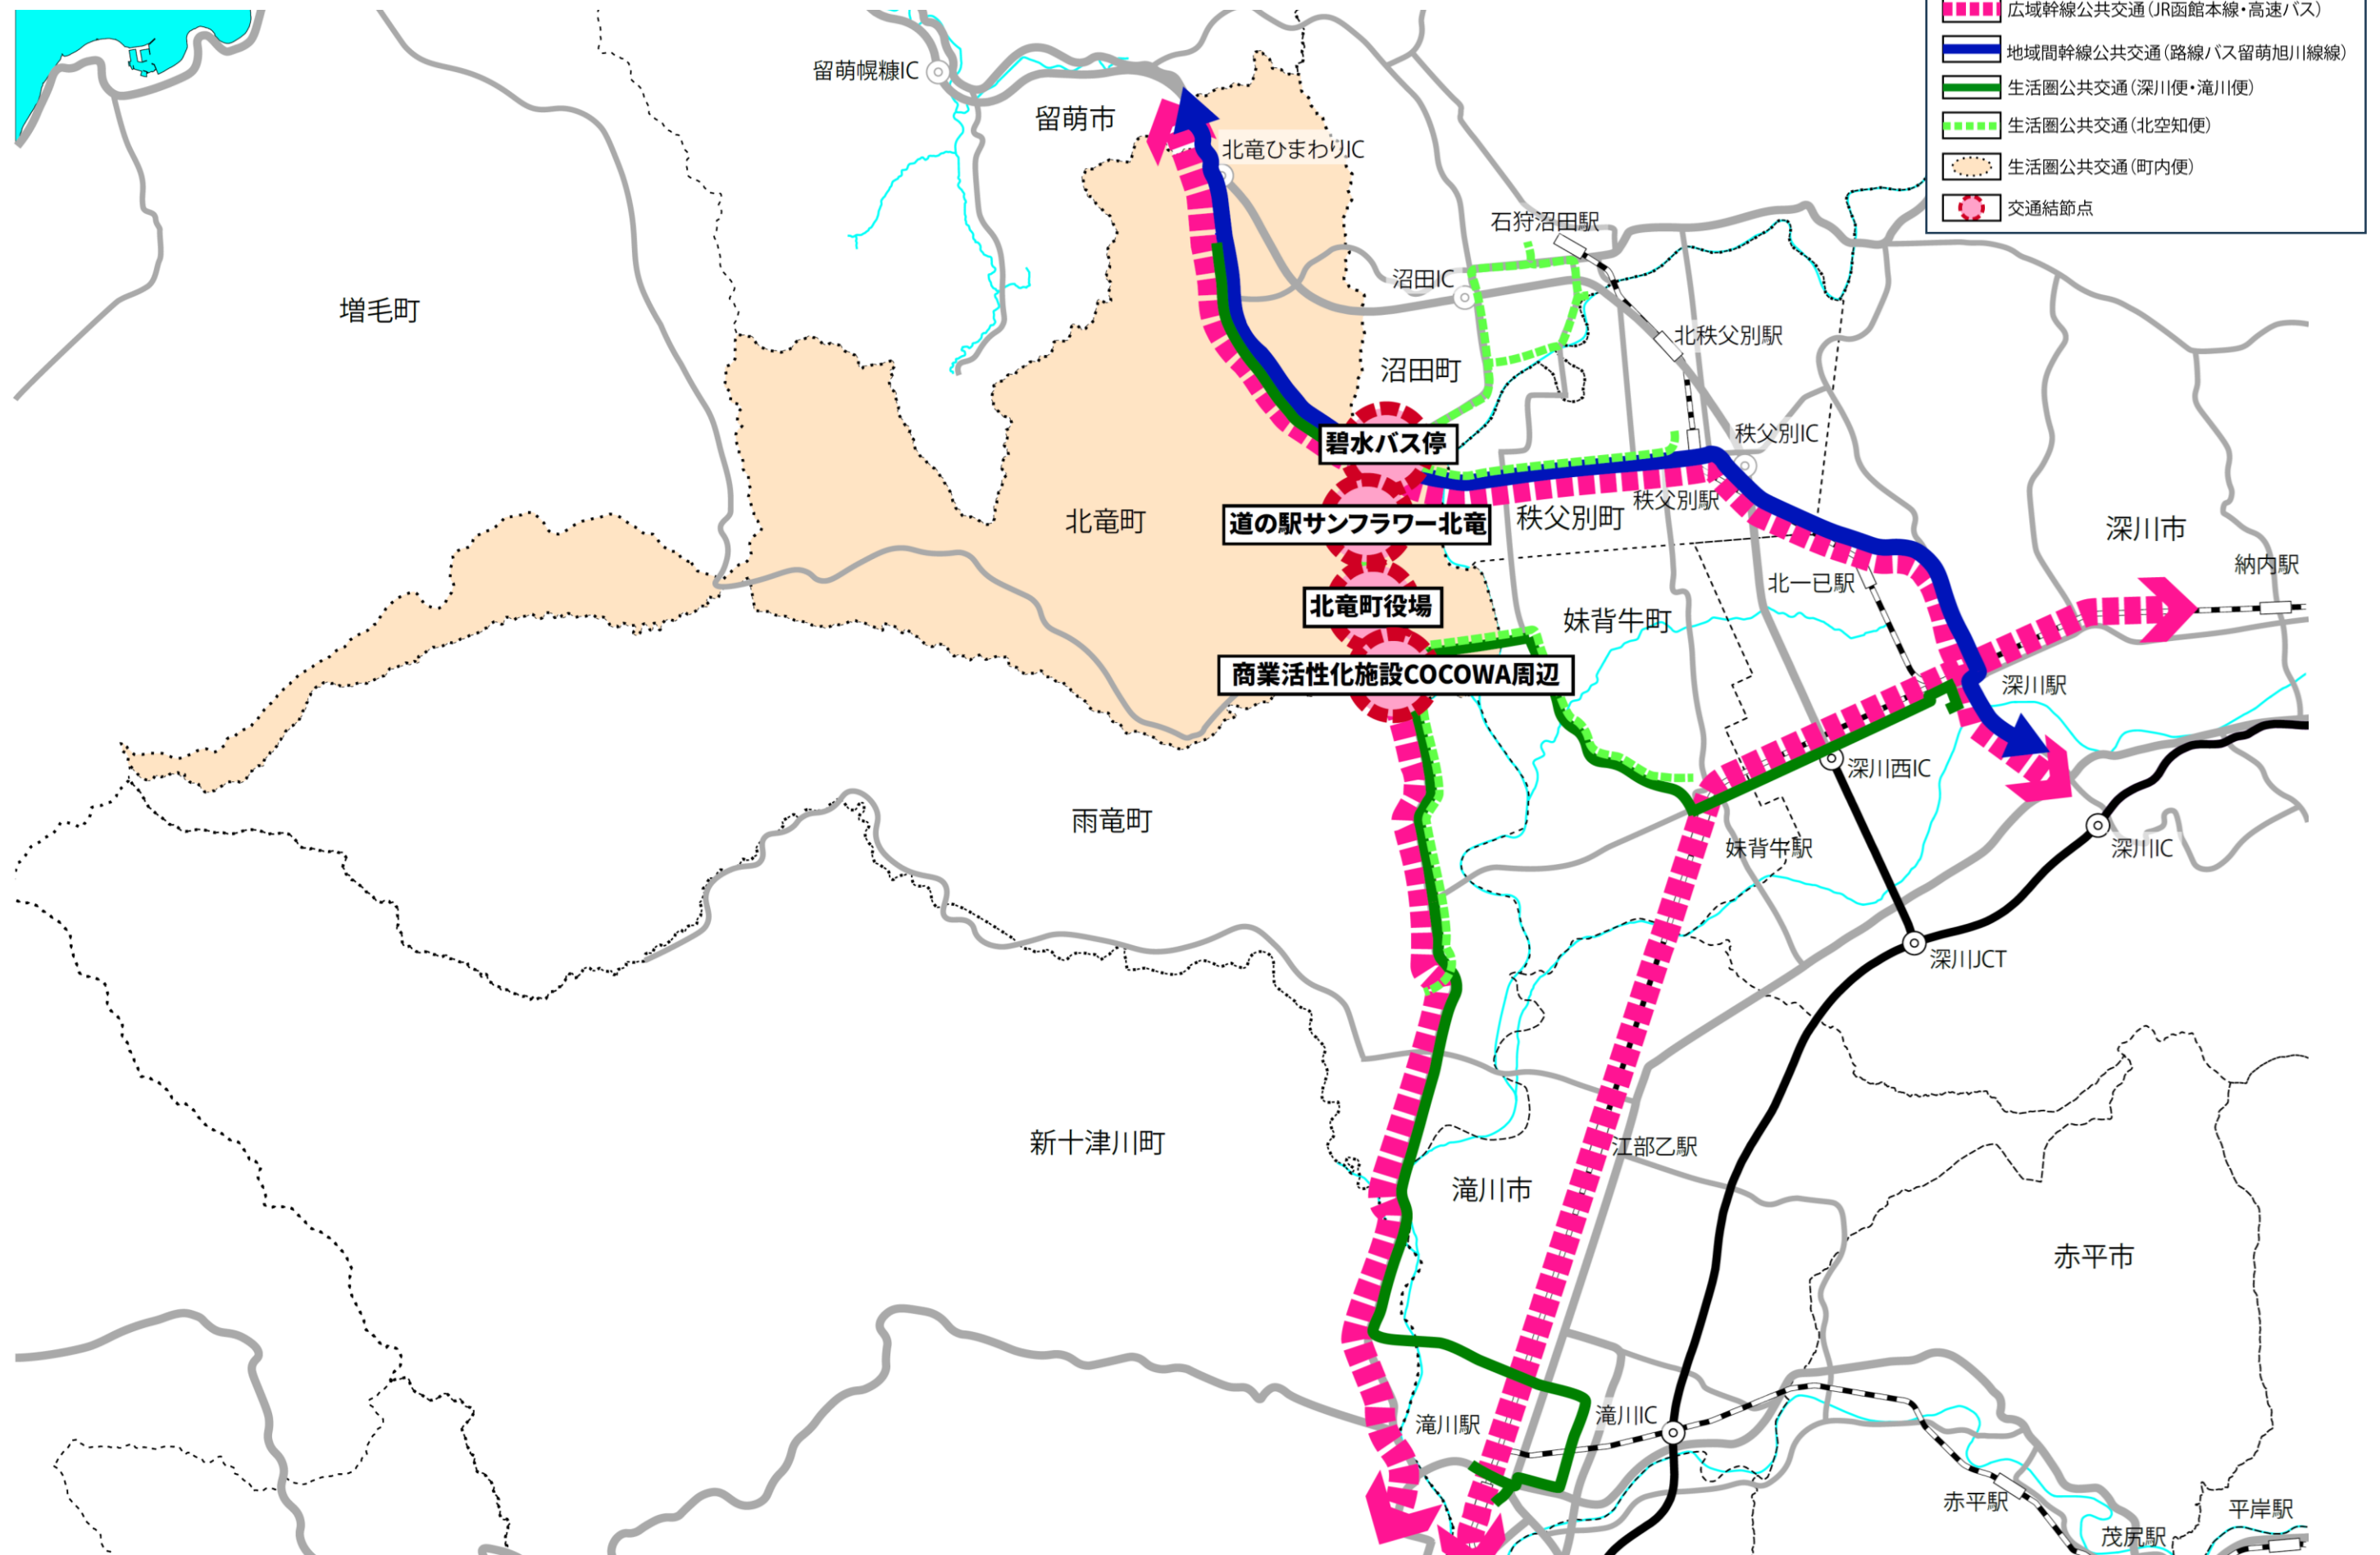 広域幹線公共交通（JR函館本線・高速バス）
地域間幹線公共交通（路線バス留萌旭川線線）
生活圏公共交通（深川便・滝川便）
生活圏公共交通（北空知便）
生活圏公共交通（町内便）
交通結節点
留萌幌糠IC
留萌市
北竜ひまわりIC
石狩沼田駅
沼田IC
増毛町
北秩父別駅
沼田町
秩父別IC
碧水バス停
秩父別駅
北竜町
道の駅サンフラワー北竜
秩父別町
深川市
納内駅
北一已駅
北竜町役場
妹背牛町
商業活性化施設COCOWA周辺
深川駅
深川西IC
雨竜町
妹背牛駅
深川IC
深川JCT
新十津川町
江部乙駅
滝川市
赤平市
滝川駅
滝川IC
赤平駅
平岸駅
茂尻駅